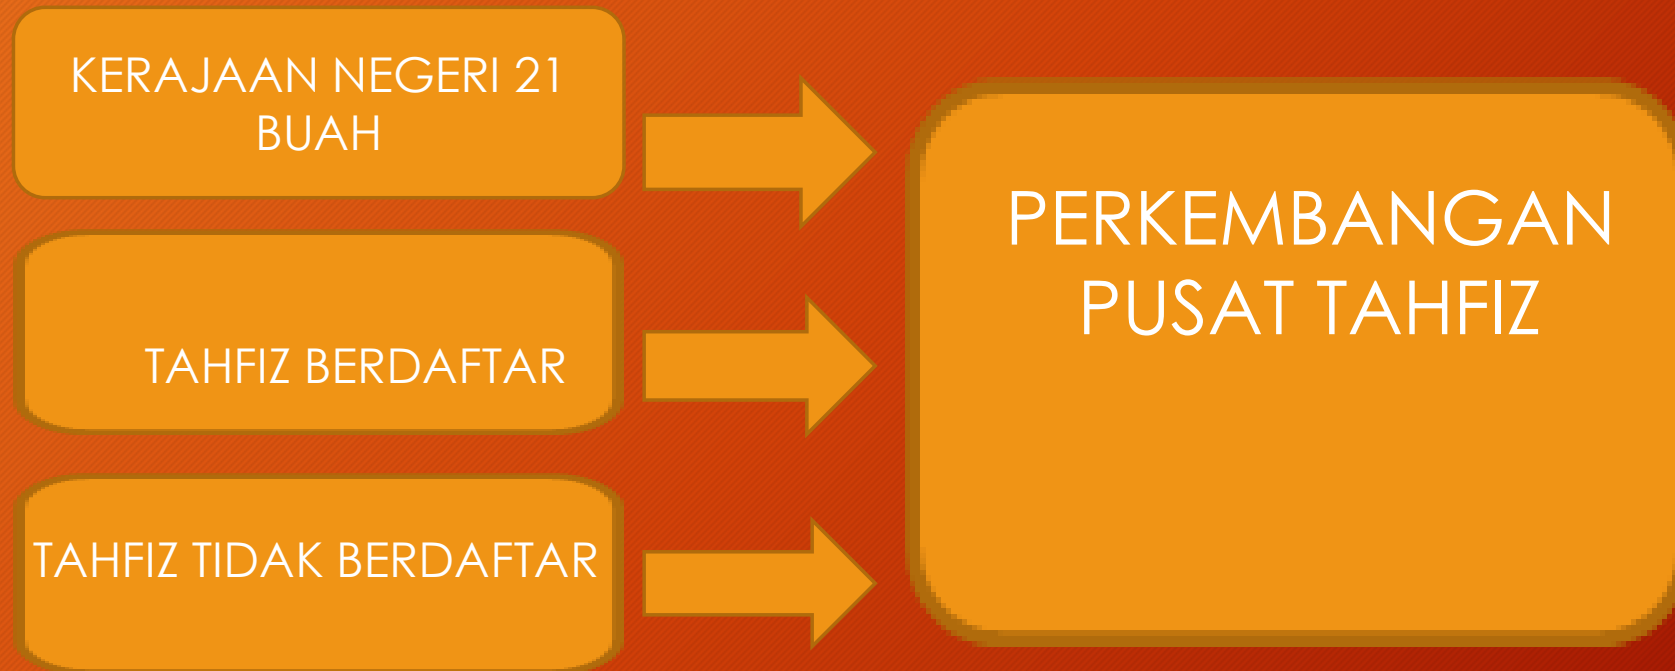 KERAJAAN NEGERI 21
BUAH
TAHFIZ BERDAFTAR
TAHFIZ TIDAK BERDAFTAR
PERKEMBANGAN
PUSAT TAHFIZ